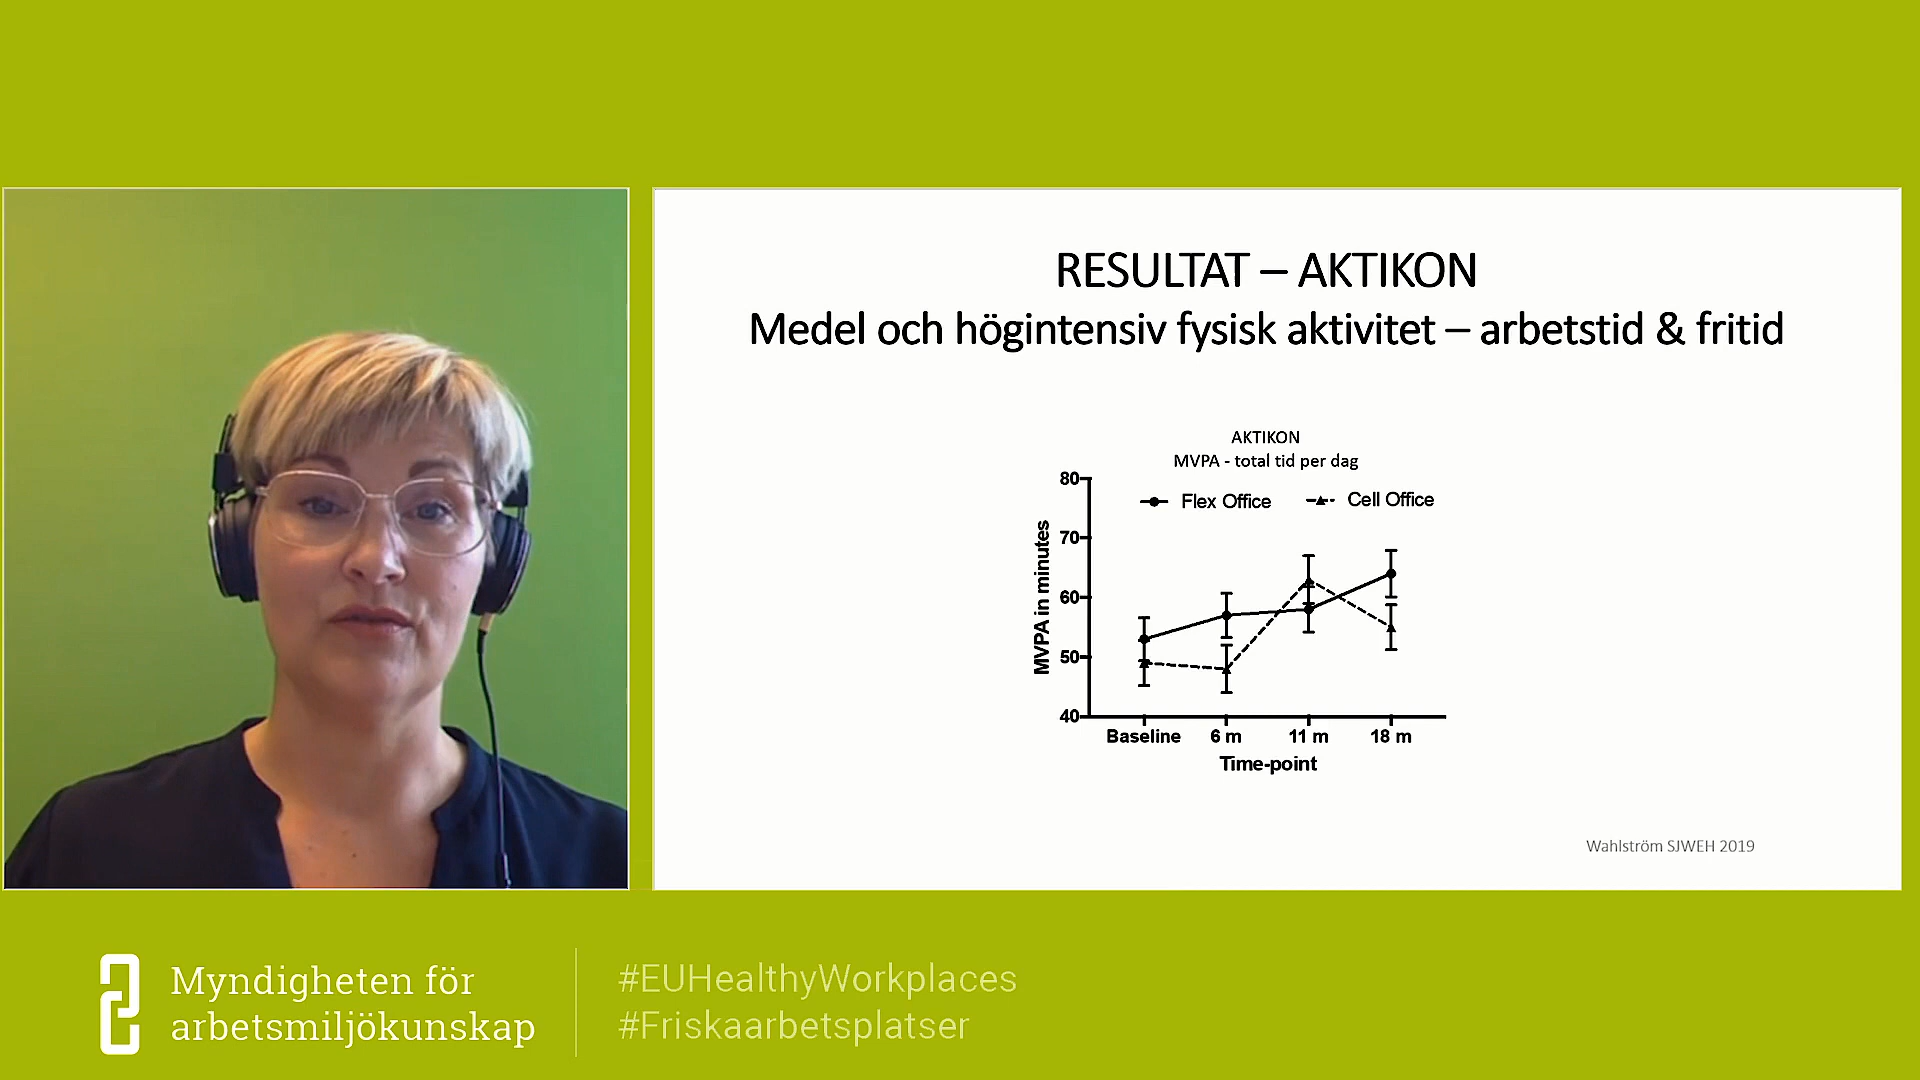 RESULTAT – AKTIKON
Medel och högintensiv fysisk aktivitet – arbetstid & fritid
AKTIKON
MVPA - total tid per dag
Flex Office
Cell Office
MVPA in minutes
80
70
60
50
40
Baseline 6 m 11 m 18 m
Time-point
Wahlström SJWEH 2019
Myndigheten för
arbetsmiljökunskap
#EUHealthyWorkplaces
#Friskaarbetsplatser